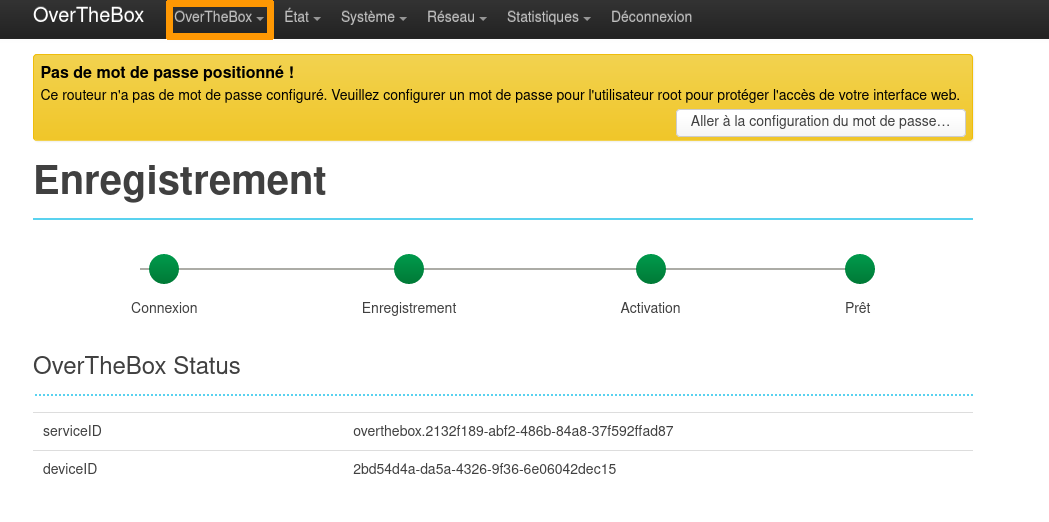 OverTheBox OverTheBox État Système Réseau Statistiques Déconnexion
Pas de mot de passe positionné !
Ce routeur n'a pas de mot de passe configuré. Veuillez configurer un mot de passe pour l'utilisateur root pour protéger l'accès de votre interface web.
Aller à la configuration du mot de passe…
Enregistrement
Connexion Enregistrement Activation Prêt
OverTheBox Status
serviceID overthebox.2132f189-abf2-486b-84a8-37f592ffad87
deviceID 2bd54d4a-da5a-4326-9f36-6e06042dec15